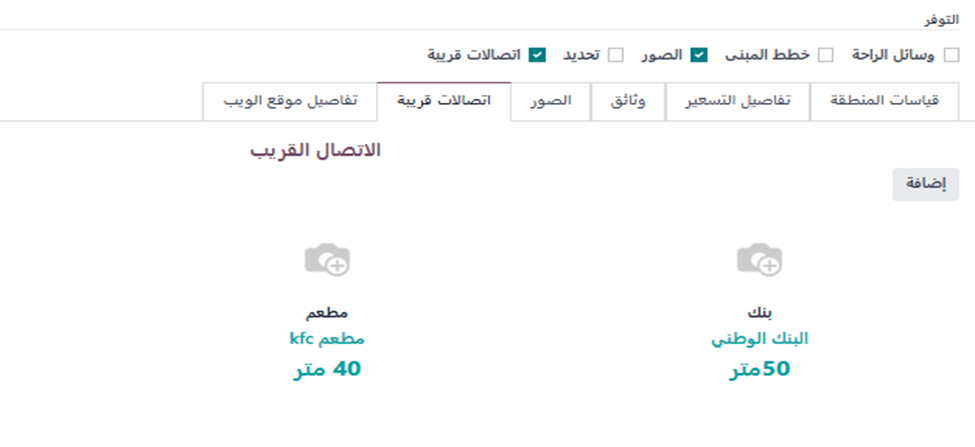 التوفر
وسائل الراحة خطط المبنى الصور تحديد اتصالات قريبة
قياسات المنطقة تفاصيل التسعير وثائق الصور اتصالات قريبة تفاصيل موقع الويب
الاتصال القريب
إضافة
بنك
البنك الوطني
50متر
مطعم
مطعم kfc
40 متر